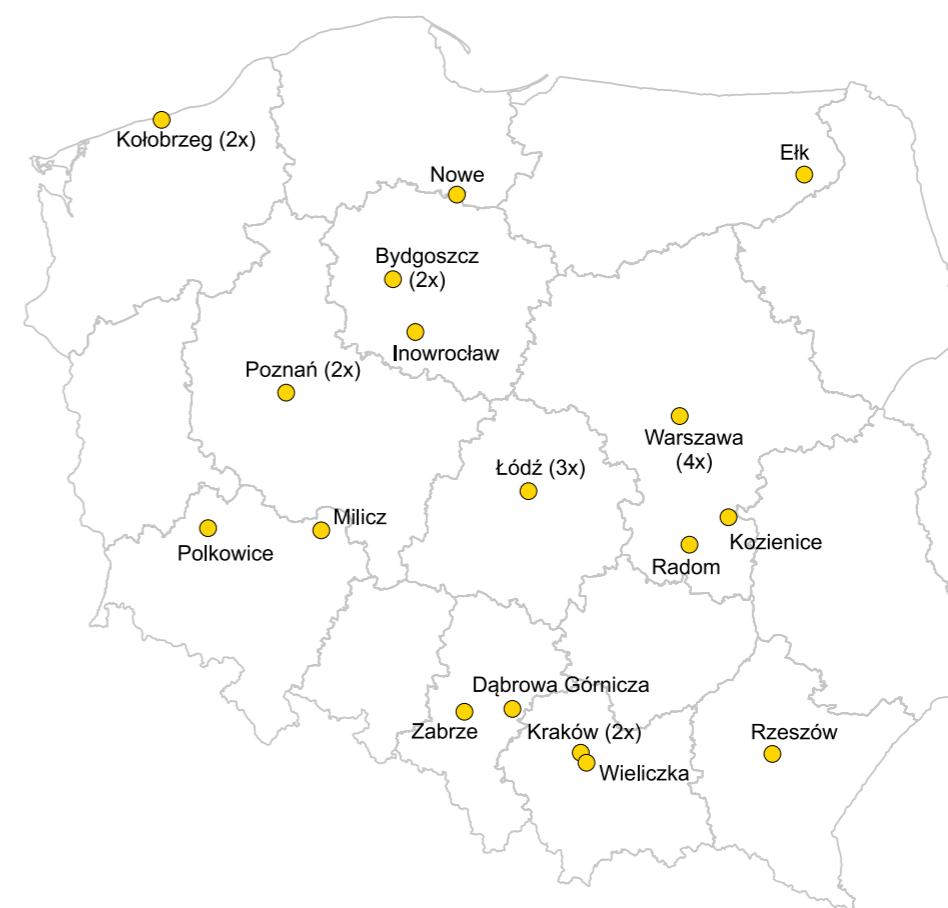 Kołobrzeg (2x)
Ełk
Nowe
Bydgoszcz
(2x)
Inowrocław
Poznań (2x)
Warszawa
(4x)
Łódź (3x)
Milicz
Polkowice
Kozienice
Radom
Dąbrowa Górnicza
Zabrze
Kraków (2x)
Rzeszów
Wieliczka